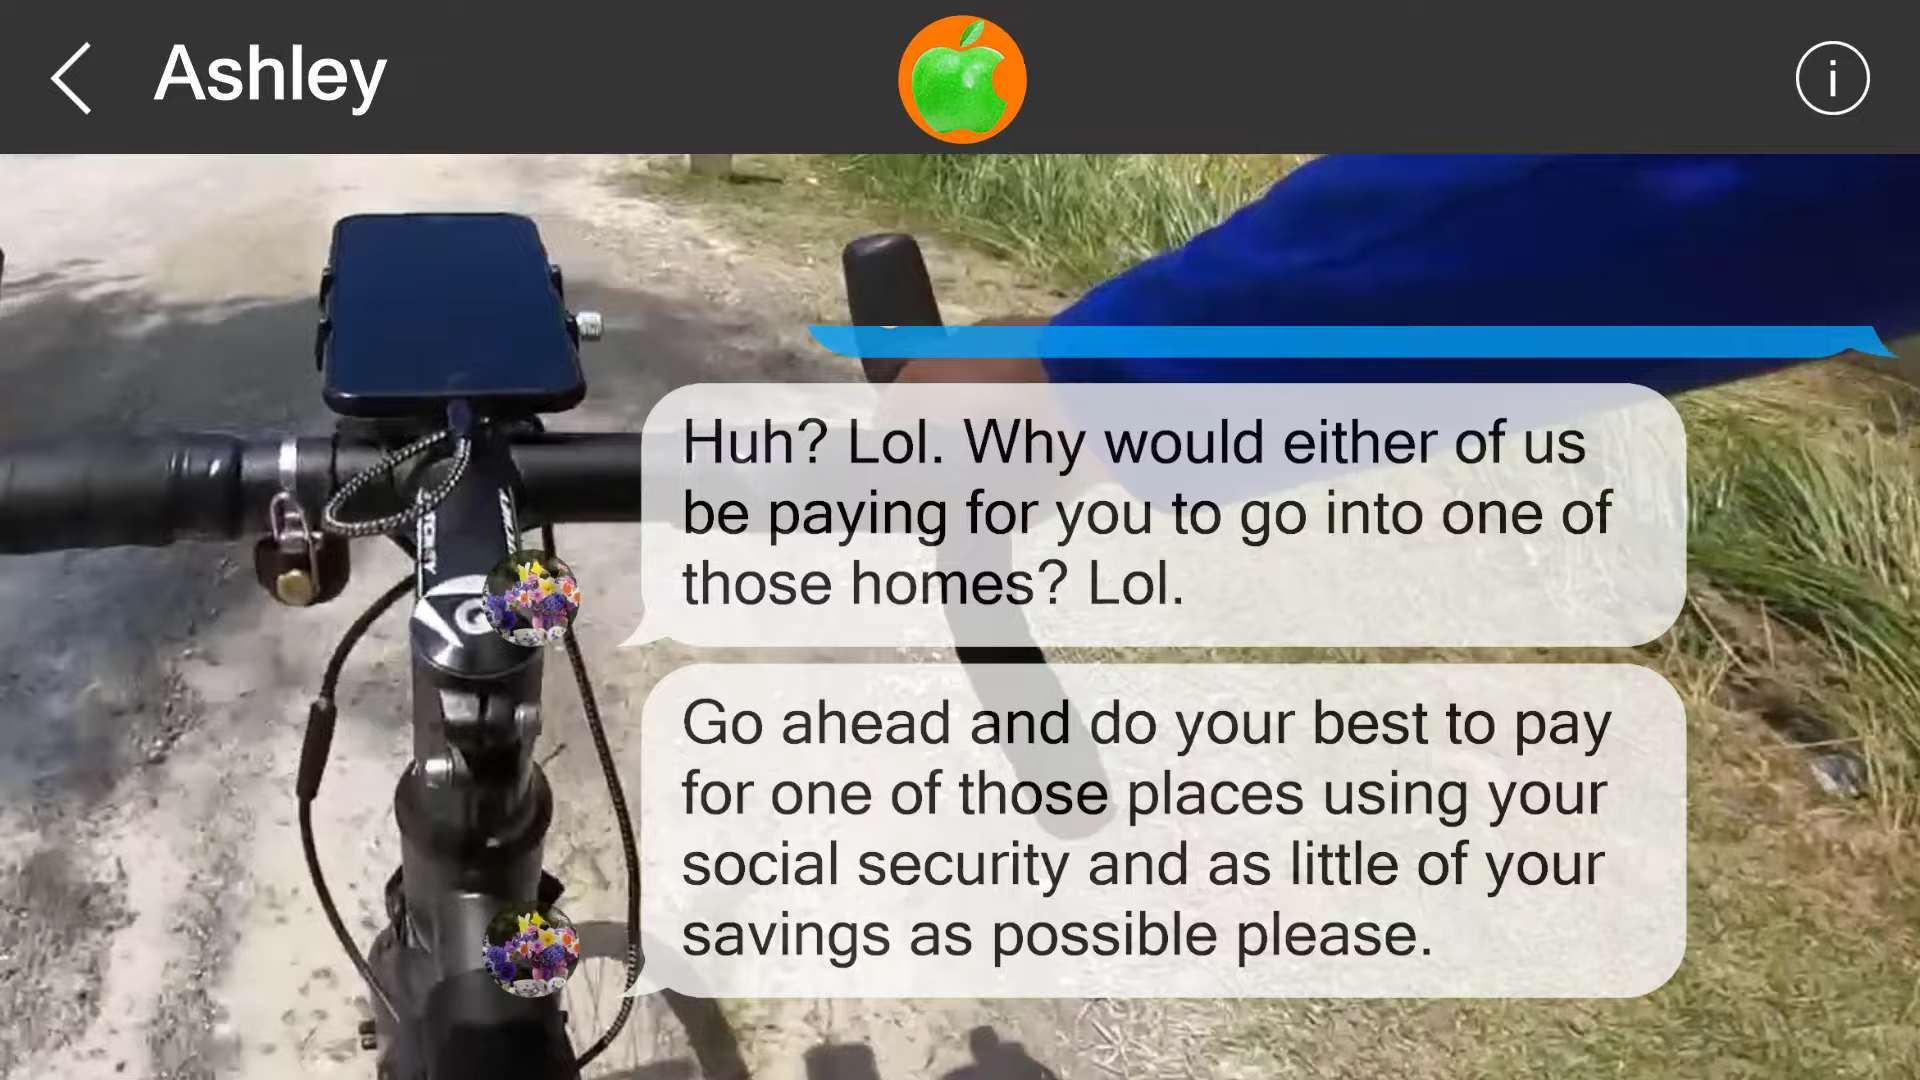 Ashley
Huh? Lol. Why would either of us
be paying for you to go into one of
those homes? Lol.
Go ahead and do your best to pay
for one of those places using your
social security and as little of your
savings as possible please.